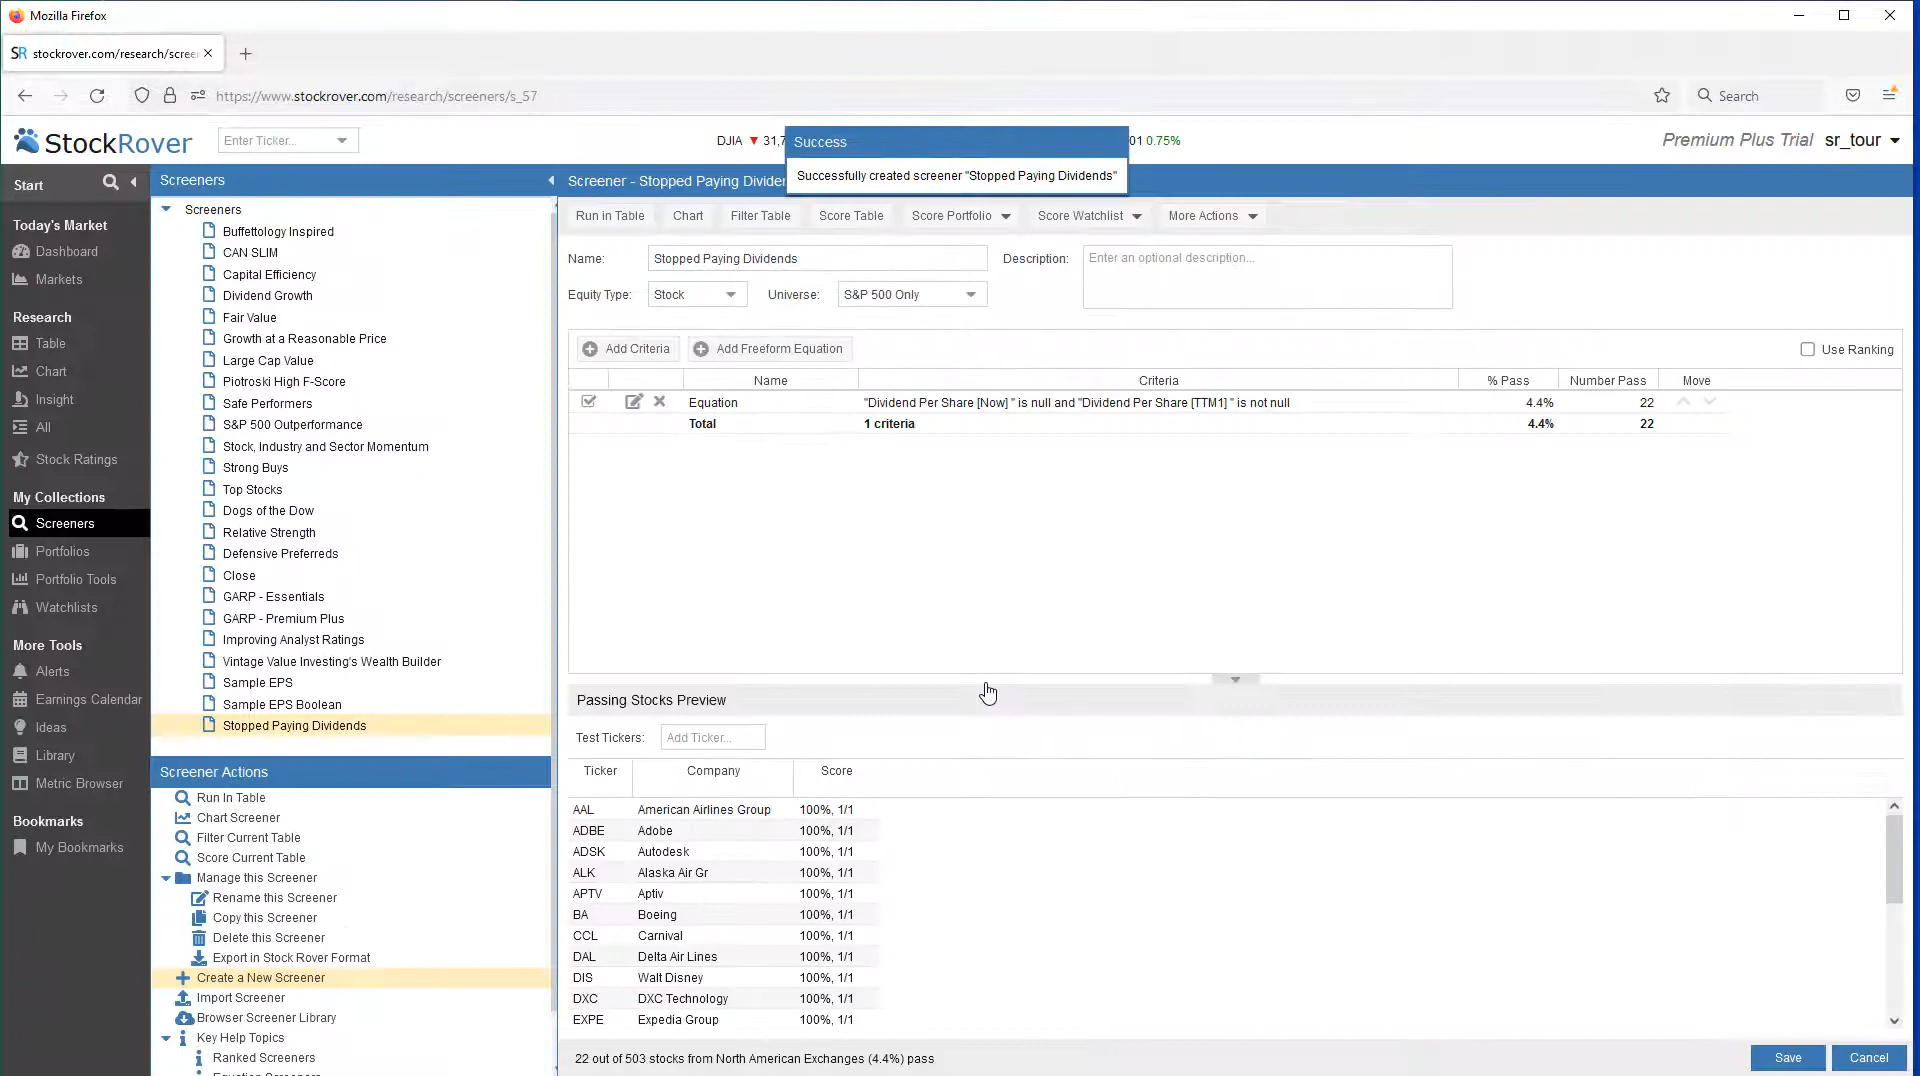 Mozilla Firefox
SR stockrover.com/research/scree
https://www.stockrover.com/research/screeners/s_57
Search
StockRover
Enter Ticker...
DJIA ▼ 31,7
01 0.75%
Premium Plus Trial sr_tour
Success
Successfully created screener "Stopped Paying Dividends"
Start
Today's Market
Dashboard
Markets
Research
Table
Chart
Insight
All
Stock Ratings
My Collections
Screeners
Portfolios
Portfolio Tools
Watchlists
More Tools
Alerts
Earnings Calendar
Ideas
Library
Metric Browser
Bookmarks
My Bookmarks
Screeners
Screeners
Buffettology Inspired
CAN SLIM
Capital Efficiency
Dividend Growth
Fair Value
Growth at a Reasonable Price
Large Cap Value
Piotroski High F-Score
Safe Performers
S&P 500 Outperformance
Stock, Industry and Sector Momentum
Strong Buys
Top Stocks
Dogs of the Dow
Relative Strength
Defensive Preferreds
Close
GARP - Essentials
GARP - Premium Plus
Improving Analyst Ratings
Vintage Value Investing's Wealth Builder
Sample EPS
Sample EPS Boolean
Stopped Paying Dividends
Screener Actions
Run In Table
Chart Screener
Filter Current Table
Score Current Table
Manage this Screener
Rename this Screener
Copy this Screener
Delete this Screener
Export in Stock Rover Format
Create a New Screener
Import Screener
Browser Screener Library
Key Help Topics
Ranked Screeners
Screener - Stopped Paying Divide
Run in Table Chart Filter Table Score Table Score Portfolio Score Watchlist More Actions
Name: Stopped Paying Dividends Description: Enter an optional description...
Equity Type: Stock Universe: S&P 500 Only
Add Criteria Add Freeform Equation Use Ranking
Name Criteria % Pass Number Pass Move
Equation "Dividend Per Share [Now] " is null and "Dividend Per Share [TTM1] " is not null 4.4% 22
Total 1 criteria 4.4% 22
Passing Stocks Preview
Test Tickers: Add Ticker...
Ticker Company Score
AAL American Airlines Group 100%, 1/1
ADBE Adobe 100%, 1/1
ADSK Autodesk 100%, 1/1
ALK Alaska Air Gr 100%, 1/1
APTV Aptiv 100%, 1/1
BA Boeing 100%, 1/1
CCL Carnival 100%, 1/1
DAL Delta Air Lines 100%, 1/1
DIS Walt Disney 100%, 1/1
DXC DXC Technology 100%, 1/1
EXPE Expedia Group 100%, 1/1
22 out of 503 stocks from North American Exchanges (4.4%) pass
Save Cancel